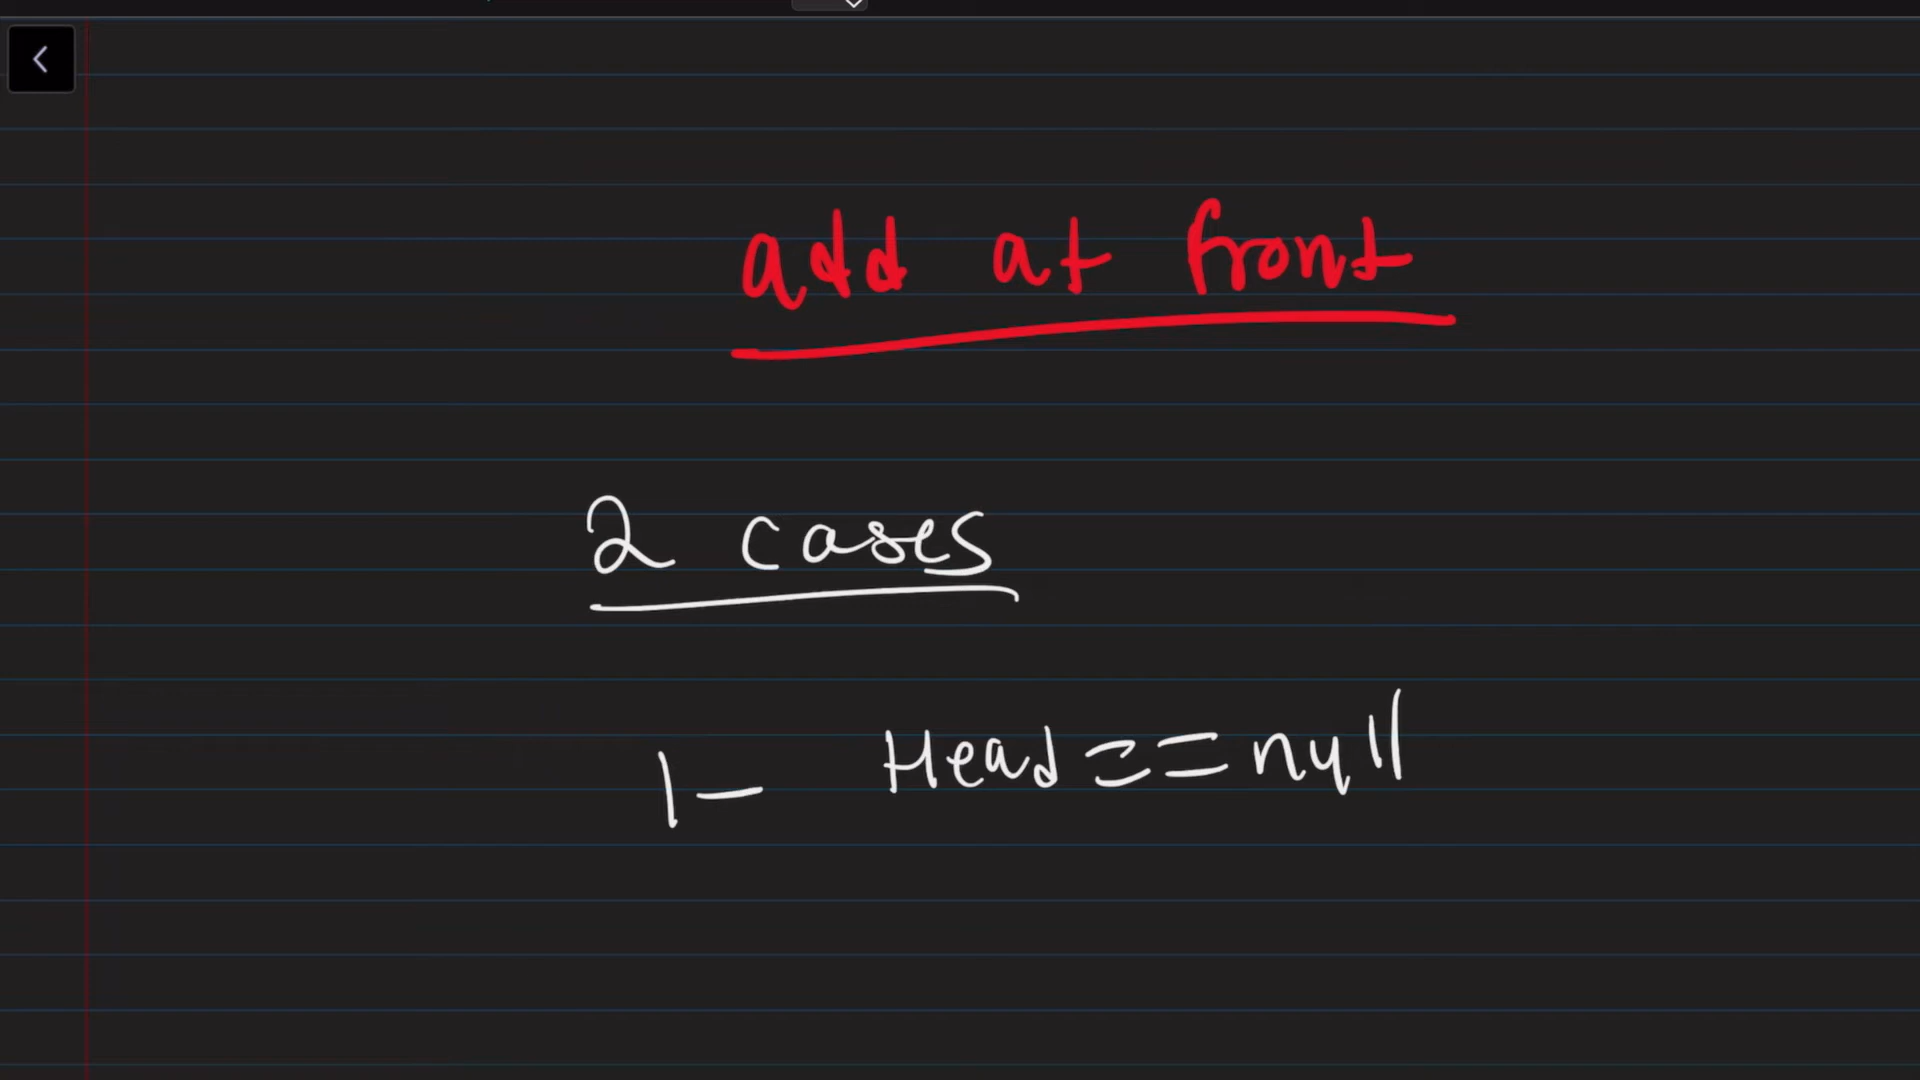 add at front
2 cases
1- Head == null